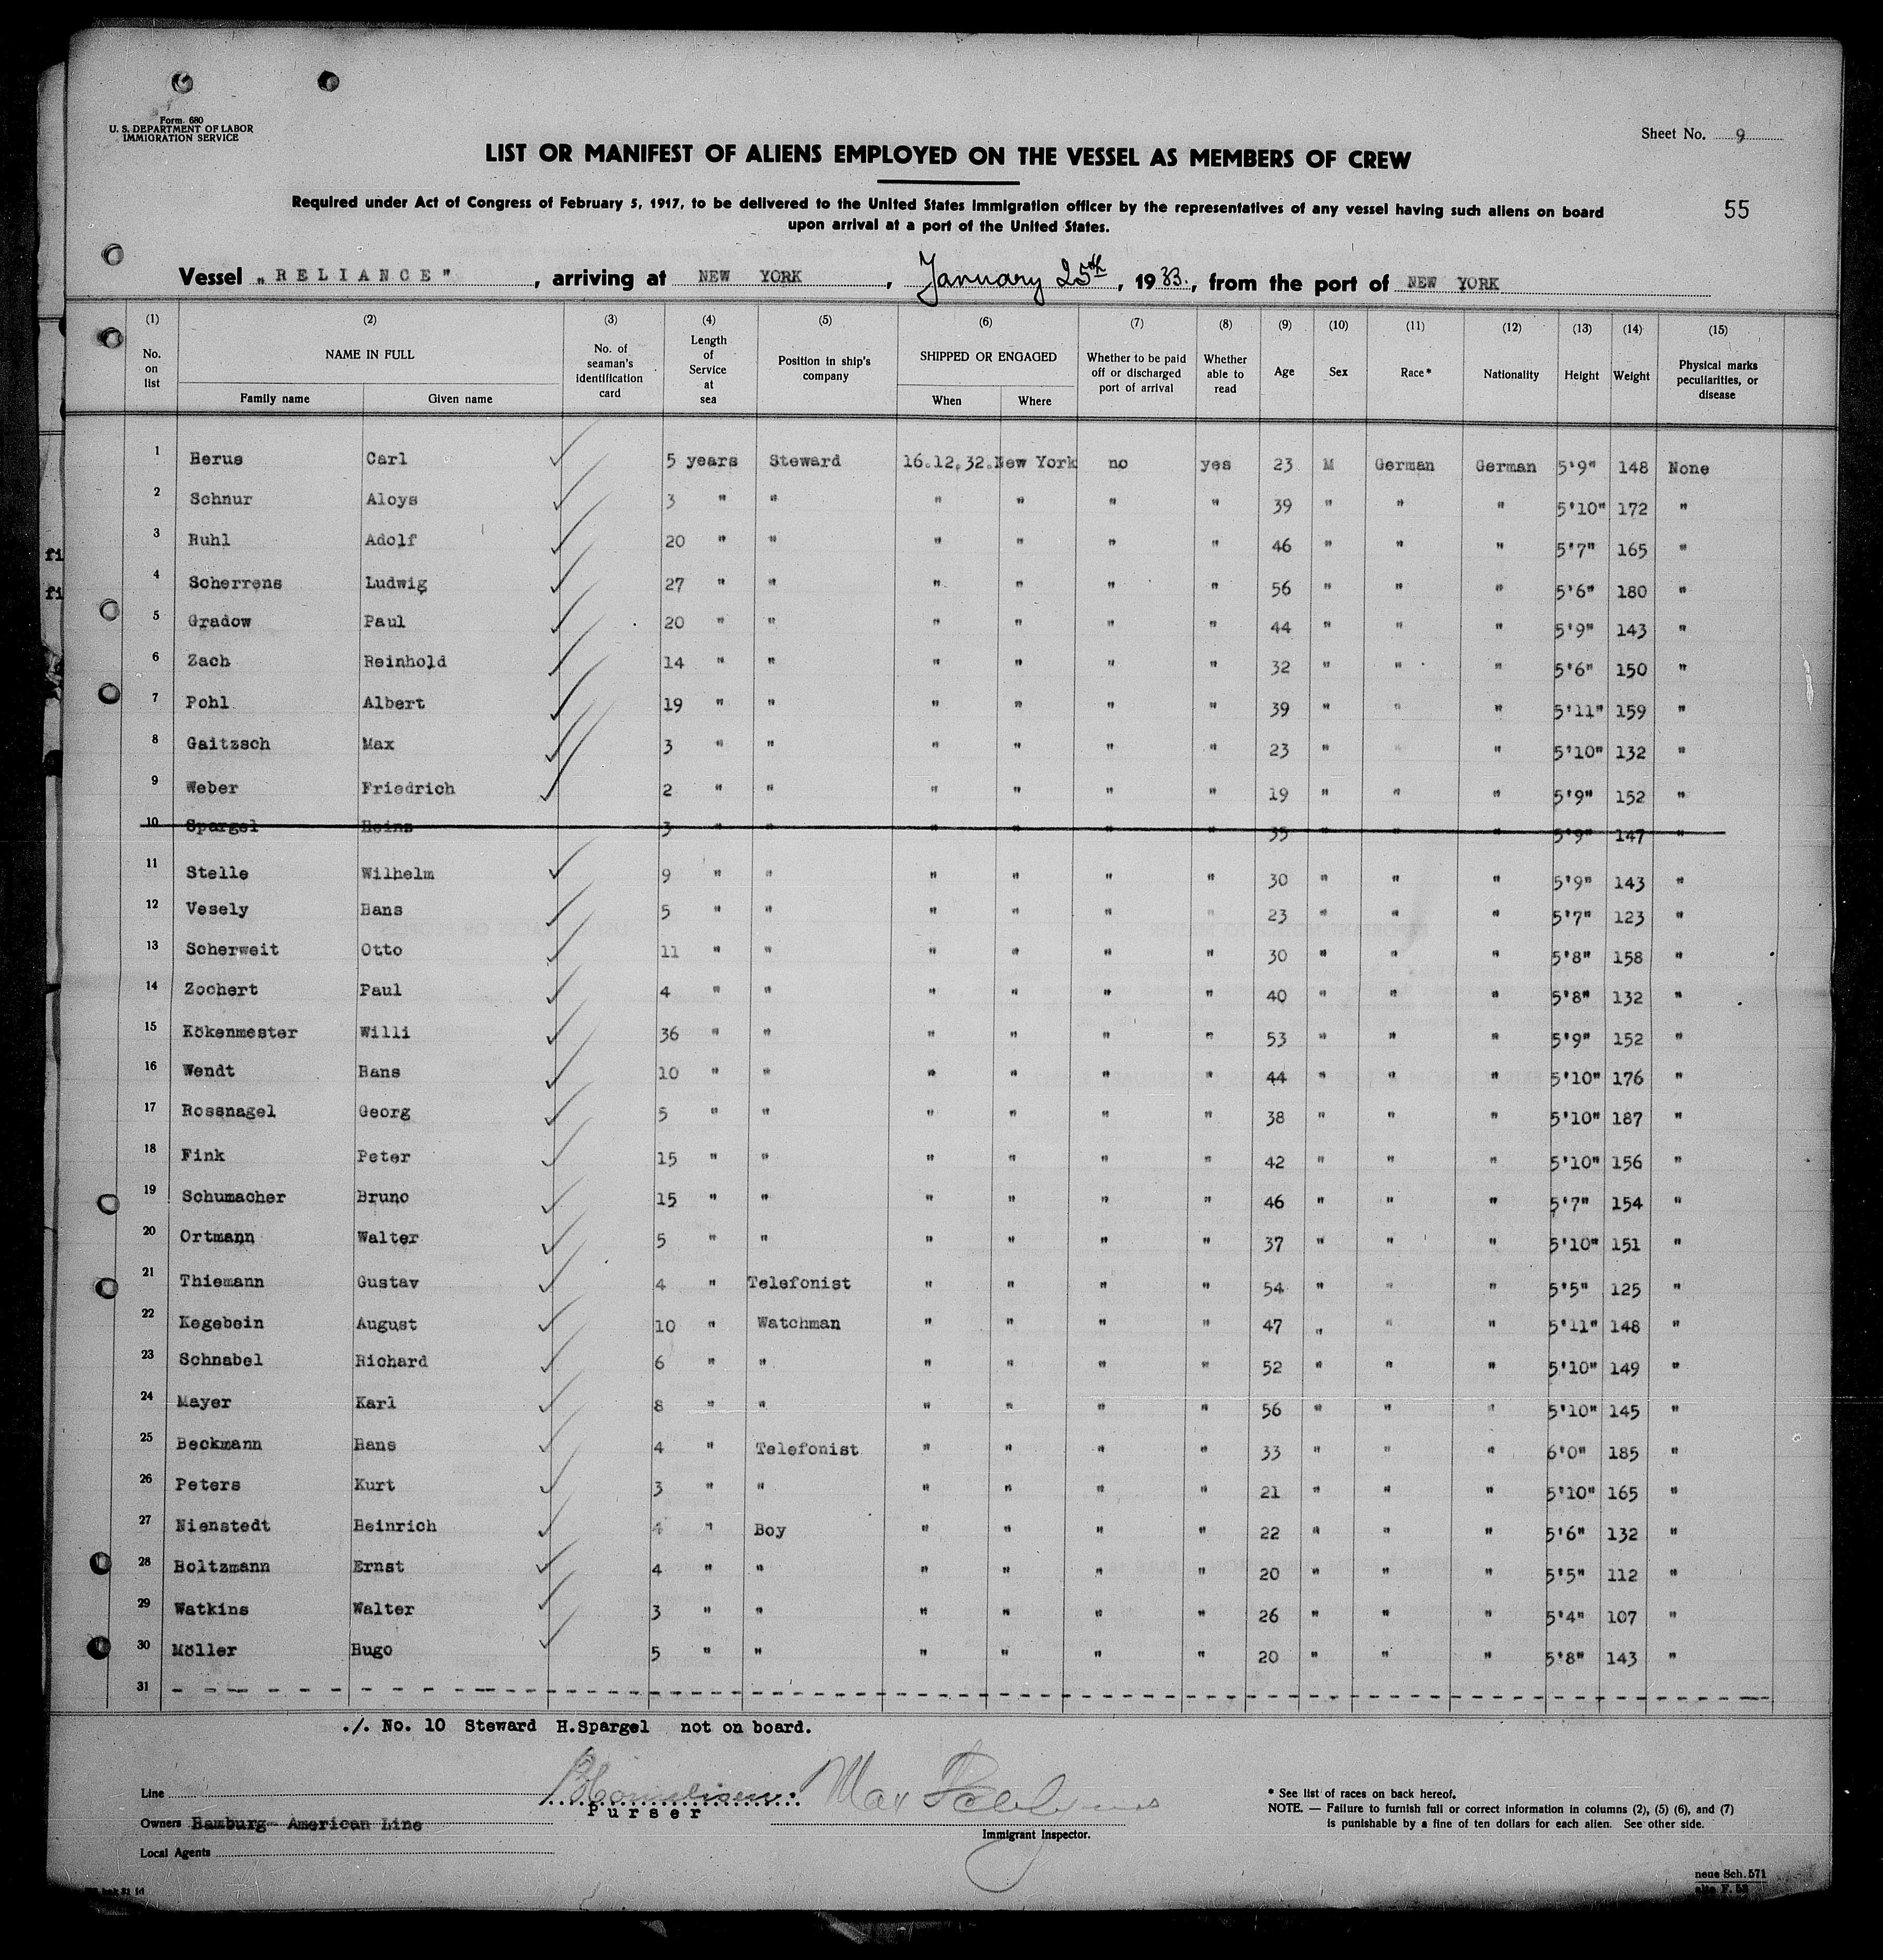 Form 680
U. S. DEPARTMENT OF LABOR
IMMIGRATION SERVICE
Sheet No. 9
LIST OR MANIFEST OF ALIENS EMPLOYED ON THE VESSEL AS MEMBERS OF CREW
Required under Act of Congress of February 5, 1917, to be delivered to the United States Immigration officer by the representatives of any vessel having such aliens on board
upon arrival at a port of the United States.
55
Vessel "RELIANCE", arriving at NEW YORK, January 25th, 1933., from the port of NEW YORK
(1) (2) (3) (4) (5) (6) (7) (8) (9) (10) (11) (12) (13) (14) (15)
No. on list NAME IN FULL Family name Given name No. of seaman's identification card Length of Service at sea Position in ship's company SHIPPED OR ENGAGED When Where Whether to be paid off or discharged port of arrival Whether able to read Age Sex Race* Nationality Height Weight Physical marks peculiarities, or disease
1 Berus Carl 5 years Steward 16.12.32. New York no yes 23 M German German 5'9" 148 None
2 Schnur Aloys 3 " " " " " " 39 " " " 5'10" 172 "
3 Ruhl Adolf 20 " " " " " " 46 " " " 5'7" 165 "
4 Scherrens Ludwig 27 " " " " " " 56 " " " 5'6" 180 "
5 Gradow Paul 20 " " " " " " 44 " " " 5'9" 143 "
6 Zach Reinhold 14 " " " " " " 32 " " " 5'6" 150 "
7 Pohl Albert 19 " " " " " " 39 " " " 5'11" 159 "
8 Gaitzsch Max 3 " " " " " " 23 " " " 5'10" 132 "
9 Weber Friedrich 2 " " " " " " 19 " " " 5'9" 152 "
10 Spargel Heinz 3 " " " " " " 35 " " " 5'9" 147 "
11 Stelle Wilhelm 9 " " " " " " 30 " " " 5'9" 143 "
12 Vesely Hans 5 " " " " " " 23 " " " 5'7" 123 "
13 Scherweit Otto 11 " " " " " " 30 " " " 5'8" 158 "
14 Zochert Paul 4 " " " " " " 40 " " " 5'8" 132 "
15 Kökenmester Willi 36 " " " " " " 53 " " " 5'9" 152 "
16 Wendt Hans 10 " " " " " " 44 " " " 5'10" 176 "
17 Rossnagel Georg 5 " " " " " " 38 " " " 5'10" 187 "
18 Fink Peter 15 " " " " " " 42 " " " 5'10" 156 "
19 Schumacher Bruno 15 " " " " " " 46 " " " 5'7" 154 "
20 Ortmann Walter 5 " " " " " " 37 " " " 5'10" 151 "
21 Thiemann Gustav 4 " Telefonist " " " " 54 " " " 5'5" 125 "
22 Kegebein August 10 " Watchman " " " " 47 " " " 5'11" 148 "
23 Schnabel Richard 6 " " " " " " 52 " " " 5'10" 149 "
24 Mayer Karl 8 " " " " " " 56 " " " 5'10" 145 "
25 Beckmann Hans 4 " Telefonist " " " " 33 " " " 6'0" 185 "
26 Peters Kurt 3 " " " " " " 21 " " " 5'10" 165 "
27 Nienstedt Heinrich 4 " Boy " " " " 22 " " " 5'6" 132 "
28 Boltzmann Ernst 4 " " " " " " 20 " " " 5'5" 112 "
29 Watkins Walter 3 " " " " " " 26 " " " 5'4" 107 "
30 Möller Hugo 5 " " " " " " 20 " " " 5'8" 143 "
31
./. No. 10 Steward H.Spargel not on board.
Line
Purser
Max
Owners Hamburg-American Line
Immigrant Inspector.
Local Agents
* See list of races on back hereof.
NOTE. — Failure to furnish full or correct information in columns (2), (5) (6), and (7)
is punishable by a fine of ten dollars for each alien. See other side.
neue Sch. 571
alte F. 53